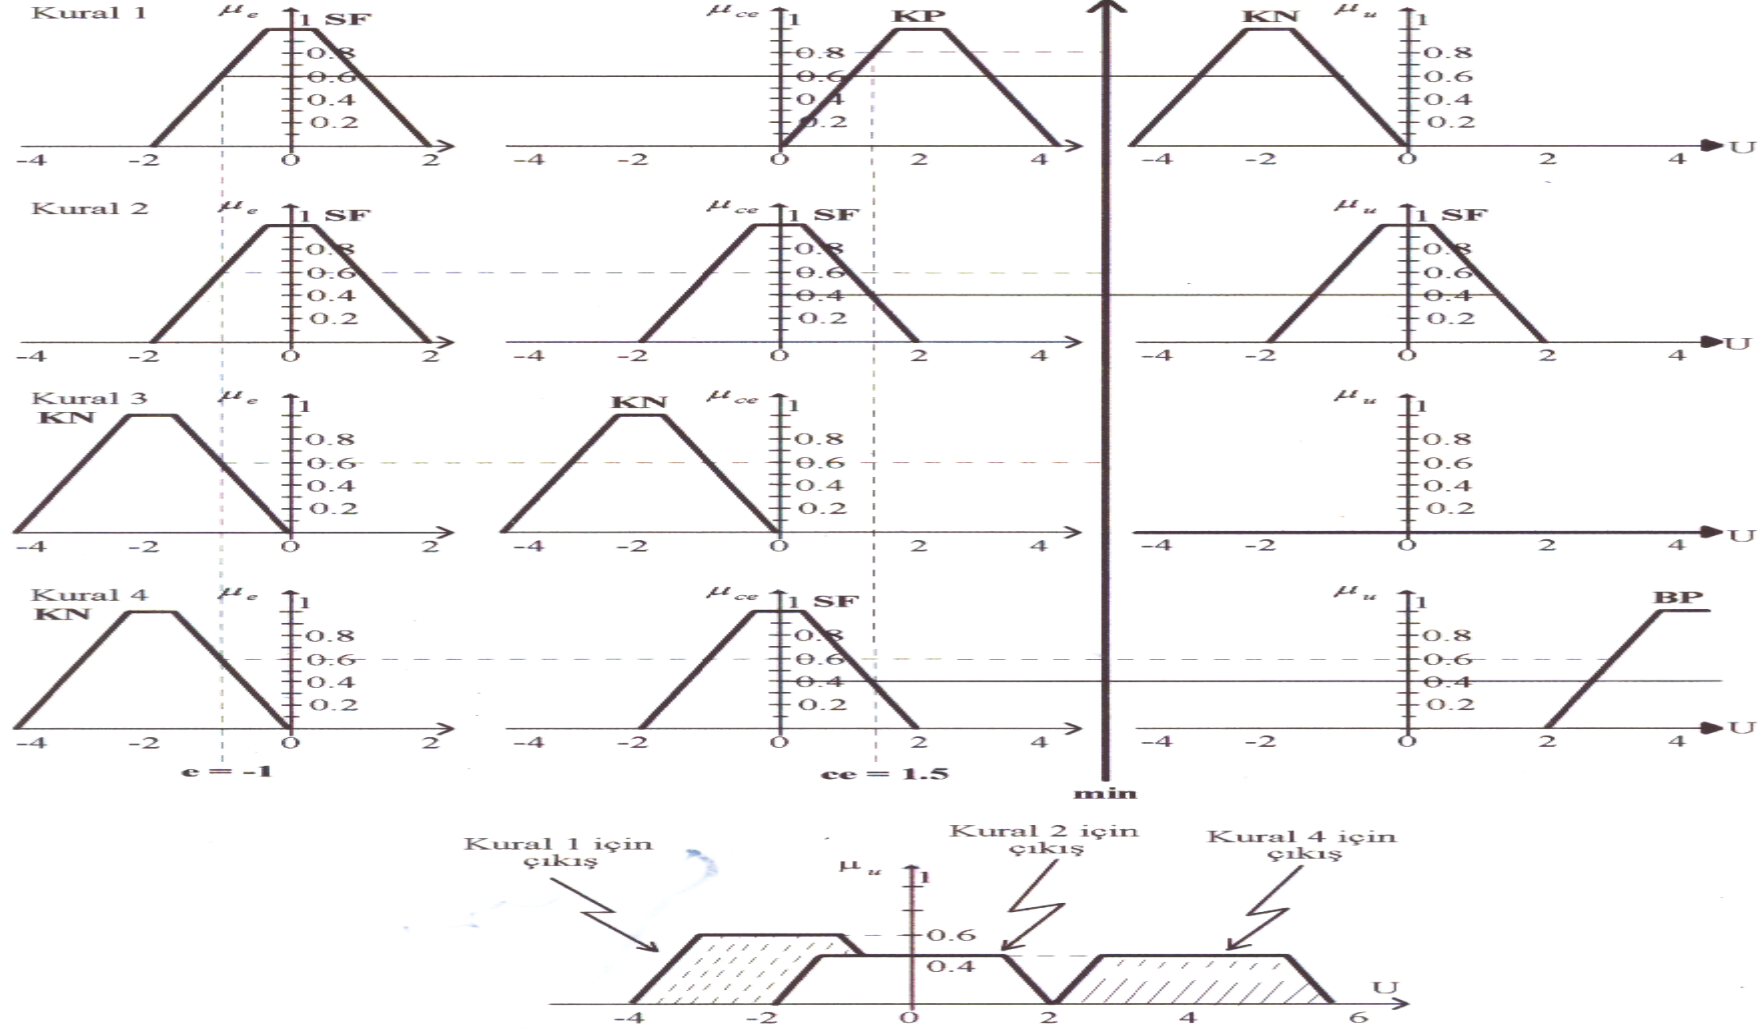 Kural 1
μe
1 SF
0.8
0.6
0.4
0.2
-4 -2 0 2
μce
1
KP
0.8
0.6
0.4
0.2
-4 -2 0 2 4
KN
μu
1
0.8
0.6
0.4
0.2
-4 -2 0 2 4 U
Kural 2
μe
1 SF
0.8
0.6
0.4
0.2
-4 -2 0 2
μce
1 SF
0.8
0.6
0.4
0.2
-4 -2 0 2 4
μu
1 SF
0.8
0.6
0.4
0.2
-4 -2 0 2 4 U
Kural 3
KN
μe
1
0.8
0.6
0.4
0.2
-4 -2 0 2
KN
μce
1
0.8
0.6
0.4
0.2
-4 -2 0 2 4
μu
1
0.8
0.6
0.4
0.2
-4 -2 0 2 4 U
Kural 4
KN
μe
1
0.8
0.6
0.4
0.2
-4 -2 0 2
μce
1 SF
0.8
0.6
0.4
0.2
-4 -2 0 2 4
μu
1
BP
0.8
0.6
0.4
0.2
-4 -2 0 2 4 U
e = -1
ce = 1.5
min
Kural 1 için
çıkış
Kural 2 için
çıkış
Kural 4 için
çıkış
μu
1
0.6
0.4
U
-4 -2 0 2 4 6